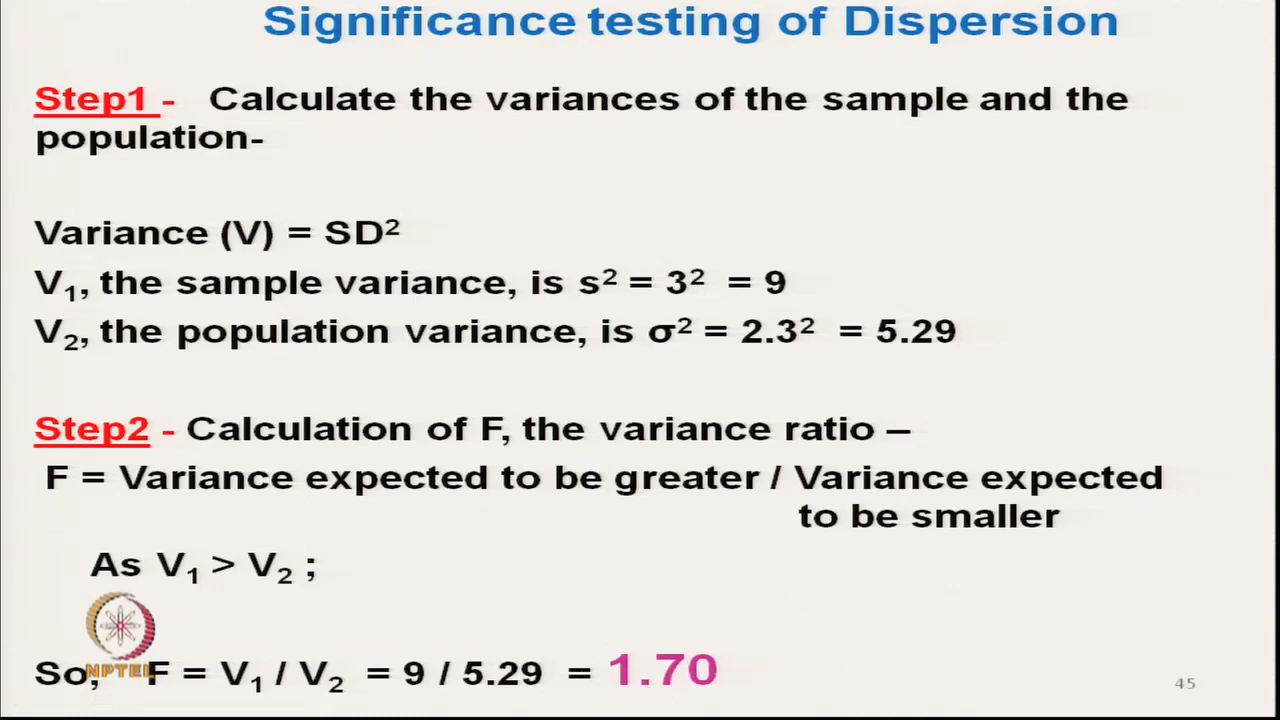 Significance testing of Dispersion
Step1 - Calculate the variances of the sample and the
population-
Variance (V) = SD²
V₁, the sample variance, is s² = 3² = 9
V₂, the population variance, is σ² = 2.3² = 5.29
Step2 - Calculation of F, the variance ratio –
F = Variance expected to be greater / Variance expected
to be smaller
As V₁ > V₂ ;
So, F = V₁ / V₂ = 9 / 5.29 = 1.70
NPTEL
45